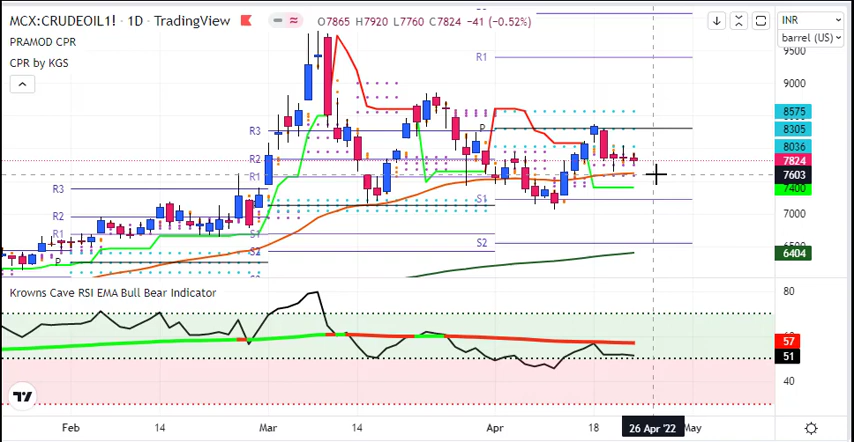 MCX:CRUDEOIL1! · 1D · TradingView O7865 H7920 L7760 C7824 −41 (−0.52%)
INR
PRAMOD CPR
barrel (US)
CPR by KGS
R1
R3
R2
R1
P
S1
S2
R3
R2
R1
P
S1
S2
9500
9000
8575
8305
8036
7824
7603
7400
7000
6404
Krowns Cave RSI EMA Bull Bear Indicator
80
57
51
40
Feb 14 Mar 14 Apr 18 26 Apr '22 May